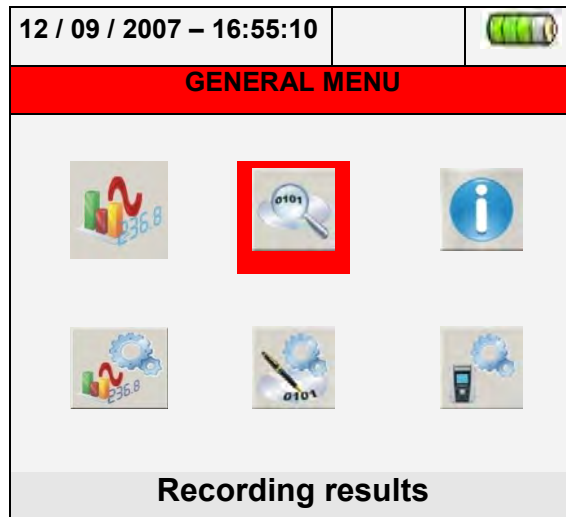 12 / 09 / 2007 – 16:55:10
GENERAL MENU
236.8
0101
236.8
0101
Recording results